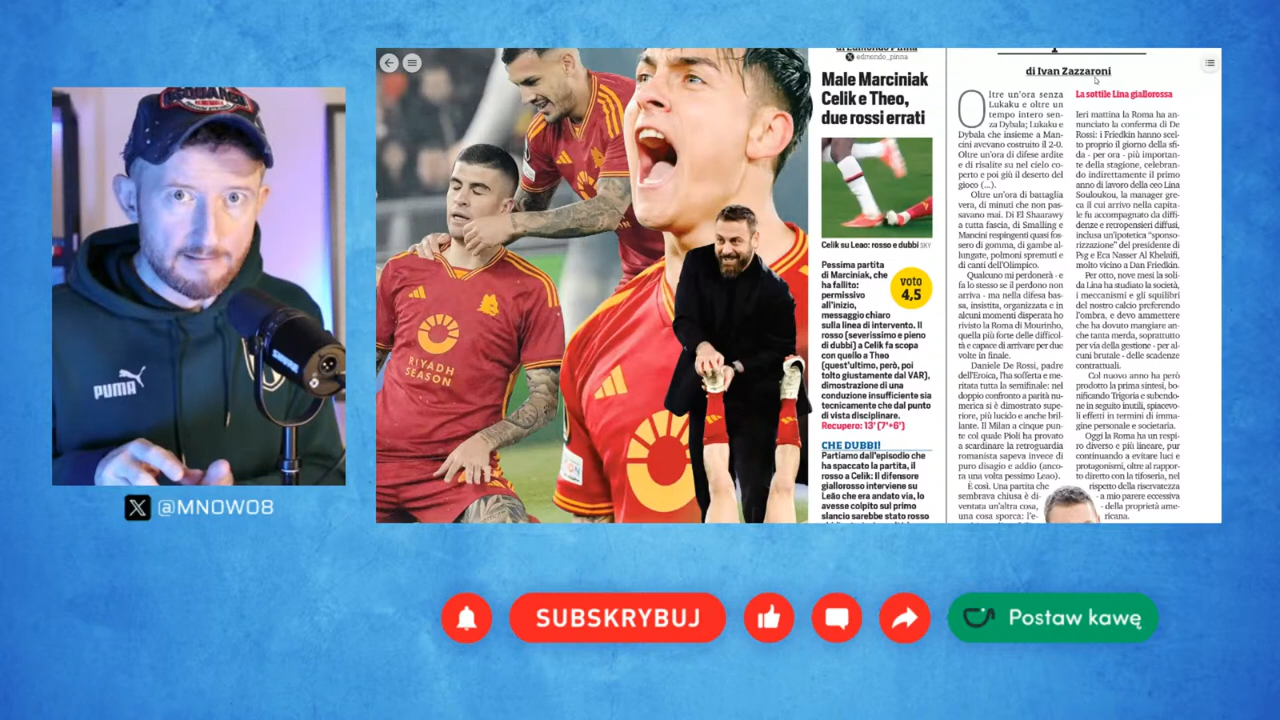 PUMA
X @MNOWO8
RIYADH
SEASON
di Edmondo Pinna
X edmondo_pinna
Male Marciniak
Celik e Theo,
due rossi errati
Celik su Leao: rosso e dubbi SKY
Pessima partita
di Marciniak, che
ha fallito:
permissivo
all'inizio,
messaggio chiaro
sulla linea di intervento. Il
rosso (severissimo e pieno
di dubbi) a Celik fa scopa
con quello a Theo
(quest'ultimo, però, poi
tolto giustamente dal VAR),
dimostrazione di una
conduzione insufficiente sia
tecnicamente che dal punto
di vista disciplinare.
Recupero: 13' (7'+6')
voto
4,5
CHE DUBBI!
Partiamo dall'episodio che
ha spaccato la partita, il
rosso a Celik: Il difensore
giallorosso interviene su
Leão che era andato via, lo
avesse colpito sul primo
slancio sarebbe stato rosso
di Ivan Zazzaroni
Oltre un'ora senza
Lukaku e oltre un
tempo intero sen-
za Dybala; Lukaku e
Dybala che insieme a Man-
cini avevano costruito il 2-0.
Oltre un'ora di difese ardite
e di risalite su nel cielo co-
perto e poi giù il deserto del
gioco (...).
Oltre un'ora di battaglia
vera, di minuti che non pas-
savano mai. Di El Shaarawy
a tutta fascia, di Smalling e
Mancini respingenti quasi fos-
sero di gomma, di gambe al-
lungate, polmoni spremuti e
di canti dell'Olimpico.
Qualcuno mi perdonerà - e
fa lo stesso se il perdono non
arriva - ma nella difesa bas-
sa, insistita, organizzata e in
alcuni momenti disperata ho
rivisto la Roma di Mourinho,
quella più forte delle difficol-
tà e capace di arrivare per due
volte in finale.
Daniele De Rossi, padre
dell'Eroica, l'ha sofferta e me-
ritata tutta la semifinale: nel
doppio confronto a parità nu-
merica si è dimostrato supe-
riore, più lucido e anche bril-
lante. Il Milan a cinque pun-
te col quale Pioli ha provato
a scardinare la retroguardia
romanista sapeva invece di
puro disagio e addio (anco-
ra una volta pessimo Leao).
È così. Una partita che
sembrava chiusa è di-
ventata un'altra cosa,
una cosa sporca: l'e-
La sottile Lina giallorossa
Ieri mattina la Roma ha an-
nunciato la conferma di De
Rossi: i Friedkin hanno scel-
to proprio il giorno della sfi-
da - per ora - più importan-
te della stagione, celebran-
do indirettamente il primo
anno di lavoro della ceo Lina
Souloukou, la manager gre-
ca il cui arrivo nella capita-
le fu accompagnato da diffi-
denze e retropensieri diffusi,
inclusa un'ipotetica "sponso-
rizzazione" del presidente di
Psg e Eca Nasser Al Khelaifi,
molto vicino a Dan Friedkin.
Per otto, nove mesi la soli-
da Lina ha studiato la società,
i meccanismi e gli equilibri
del nostro calcio preferendo
l'ombra, e devo ammettere
che ha dovuto mangiare an-
che tanta merda, soprattutto
per via della gestione - per al-
cuni brutale - delle scadenze
contrattuali.
Col nuovo anno ha però
prodotto la prima sintesi, bo-
nificando Trigoria e subendo-
ne in seguito inutili, spiacevo-
li effetti in termini di imma-
gine personale e societaria.
Oggi la Roma ha un respi-
ro diverso e più lineare, pur
continuando a evitare luci e
protagonismi, oltre al rappor-
to diretto con la tifoseria, nel
rispetto della riservatezza
- a mio parere eccessiva
- della proprietà ame-
ricana.
SUBSKRYBUJ
Postaw kawę